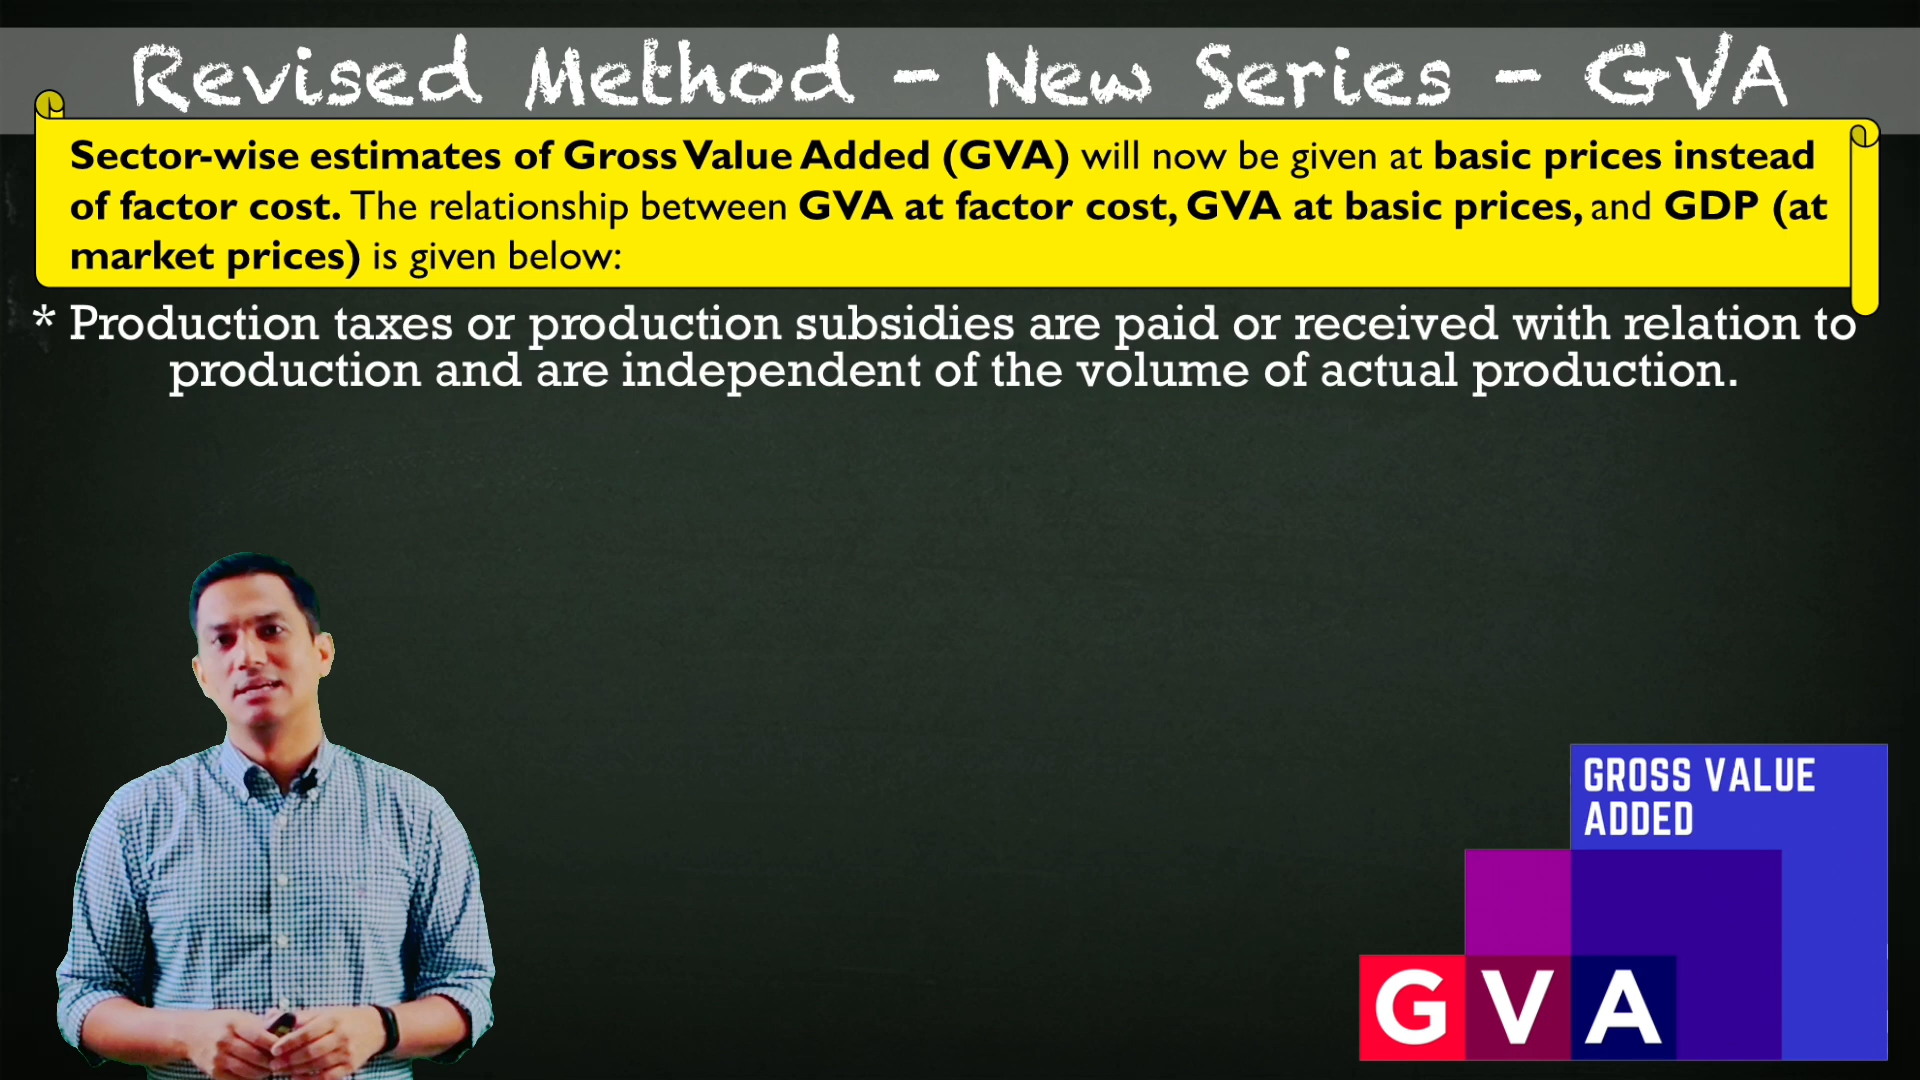 Revised Method - New Series - GVA
Sector-wise estimates of Gross Value Added (GVA) will now be given at basic prices instead
of factor cost. The relationship between GVA at factor cost, GVA at basic prices, and GDP (at
market prices) is given below:
* Production taxes or production subsidies are paid or received with relation to
production and are independent of the volume of actual production.
GROSS VALUE
ADDED
GVA